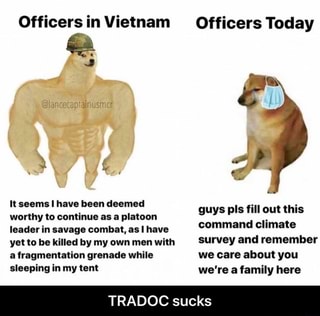 Officers in Vietnam
Officers Today
@lancecaptainusmcr
It seems I have been deemed
worthy to continue as a platoon
leader in savage combat, as I have
yet to be killed by my own men with
a fragmentation grenade while
sleeping in my tent
guys pls fill out this
command climate
survey and remember
we care about you
we're a family here
TRADOC sucks